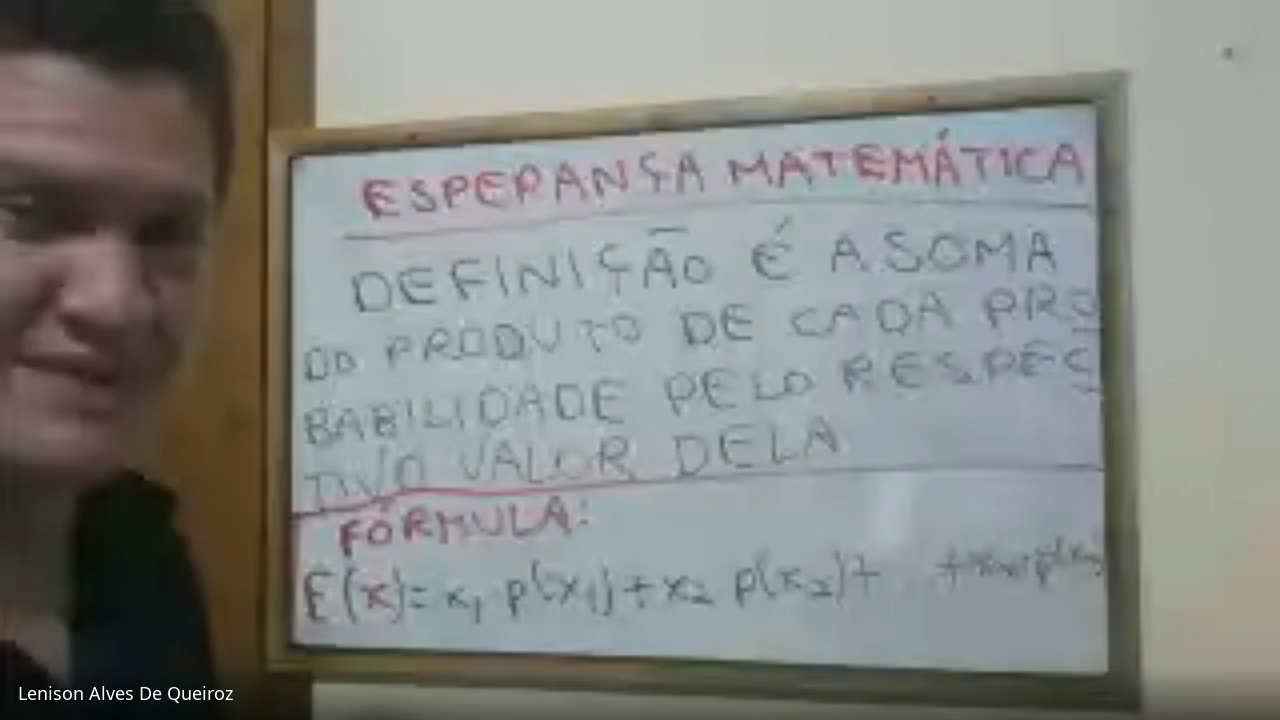 ESPERANÇA MATEMÁTICA
DEFINIÇÃO É A SOMA
DO PRODUTO DE CADA PRO
BABILIDADE PELO RESPEC
TIVO VALOR DELA
FÓRMULA:
E(x)= x₁ p(x₁) + x₂ p(x₂)+
Lenison Alves De Queiroz